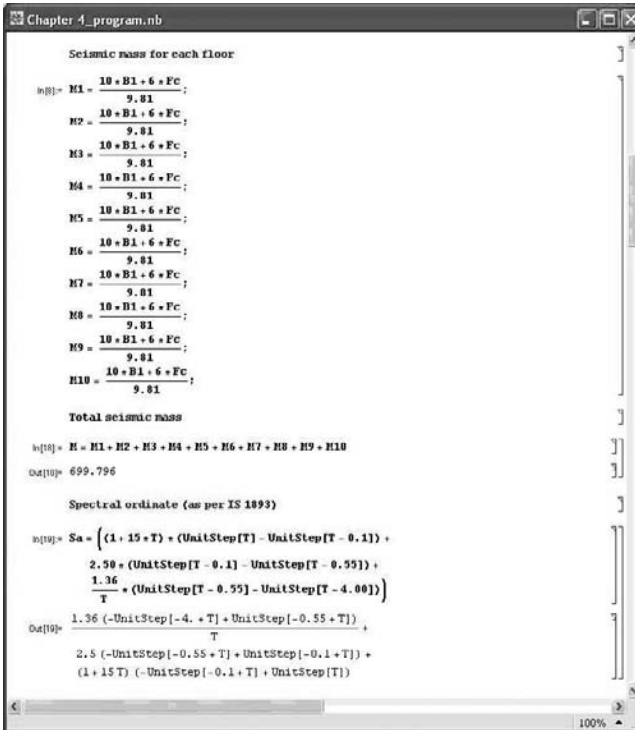 Chapter 4_program.nb
Seismic mass for each floor
In[8]:= M1 = (10*B1+6*Fc)/9.81;
M2 = (10*B1+6*Fc)/9.81;
M3 = (10*B1+6*Fc)/9.81;
M4 = (10*B1+6*Fc)/9.81;
M5 = (10*B1+6*Fc)/9.81;
M6 = (10*B1+6*Fc)/9.81;
M7 = (10*B1+6*Fc)/9.81;
M8 = (10*B1+6*Fc)/9.81;
M9 = (10*B1+6*Fc)/9.81;
M10 = (10*B1+6*Fc)/9.81;
Total seismic mass
In[18]:= M = M1 + M2 + M3 + M4 + M5 + M6 + M7 + M8 + M9 + M10
Out[18]= 699.796
Spectral ordinate (as per IS 1893)
In[19]:= Sa = ((1 + 15*T) * (UnitStep[T] - UnitStep[T - 0.1]) +
2.50 * (UnitStep[T - 0.1] - UnitStep[T - 0.55]) +
1.36/T * (UnitStep[T - 0.55] - UnitStep[T - 4.00]))
Out[19]= 1.36 (-UnitStep[-4. + T] + UnitStep[-0.55 + T])/T +
2.5 (-UnitStep[-0.55 + T] + UnitStep[-0.1 + T]) +
(1 + 15 T) (-UnitStep[-0.1 + T] + UnitStep[T])
100%